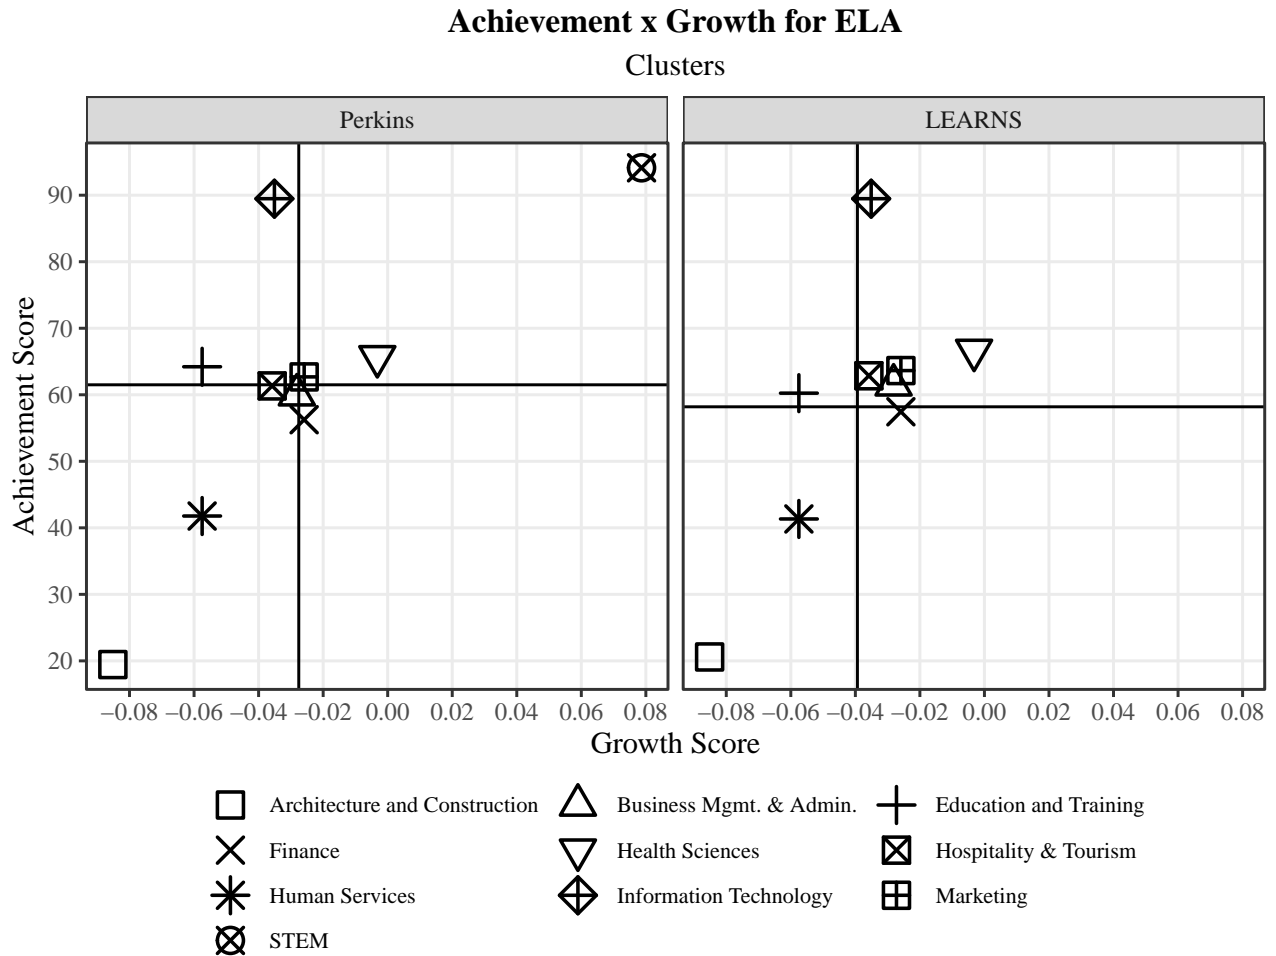 Achievement x Growth for ELA
Clusters
Perkins
LEARNS
Achievement Score
90
80
70
60
50
40
30
20
−0.08 −0.06 −0.04 −0.02 0.00 0.02 0.04 0.06 0.08
−0.08 −0.06 −0.04 −0.02 0.00 0.02 0.04 0.06 0.08
Growth Score
Architecture and Construction
Business Mgmt. & Admin.
Education and Training
Finance
Health Sciences
Hospitality & Tourism
Human Services
Information Technology
Marketing
STEM